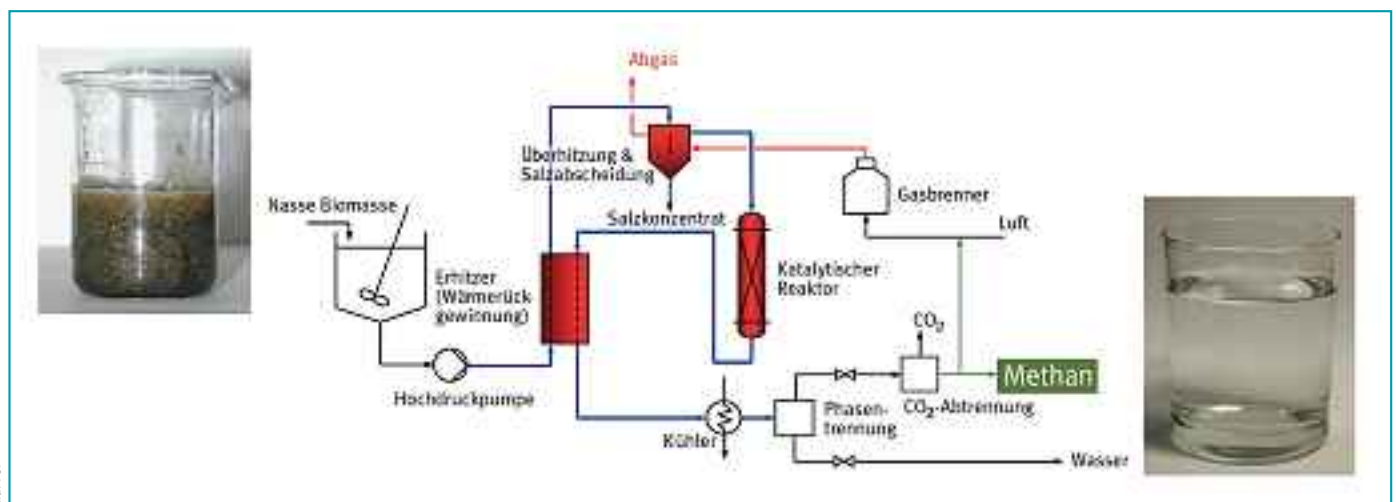 Abgas
Überhitzung &
Salzabscheidung
Nasse Biomasse
Salzkonzentrat
Gasbrenner
Luft
Erhitzer
(Wärmerück
gewinnung)
Katalytischer
Reaktor
CO₂
Methan
Hochdruckpumpe
Phasen-
trennung
CO₂-Abtrennung
Kühler
Wasser